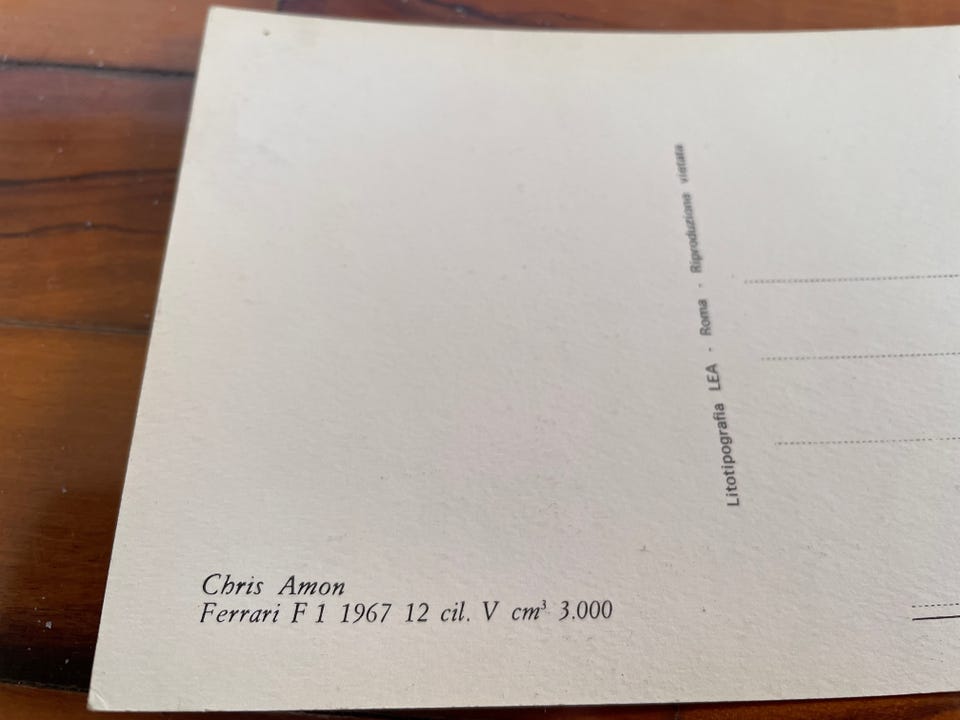 Litotipografia LEA - Roma - Riproduzione vietata
Chris Amon
Ferrari F 1 1967 12 cil. V cm³ 3.000